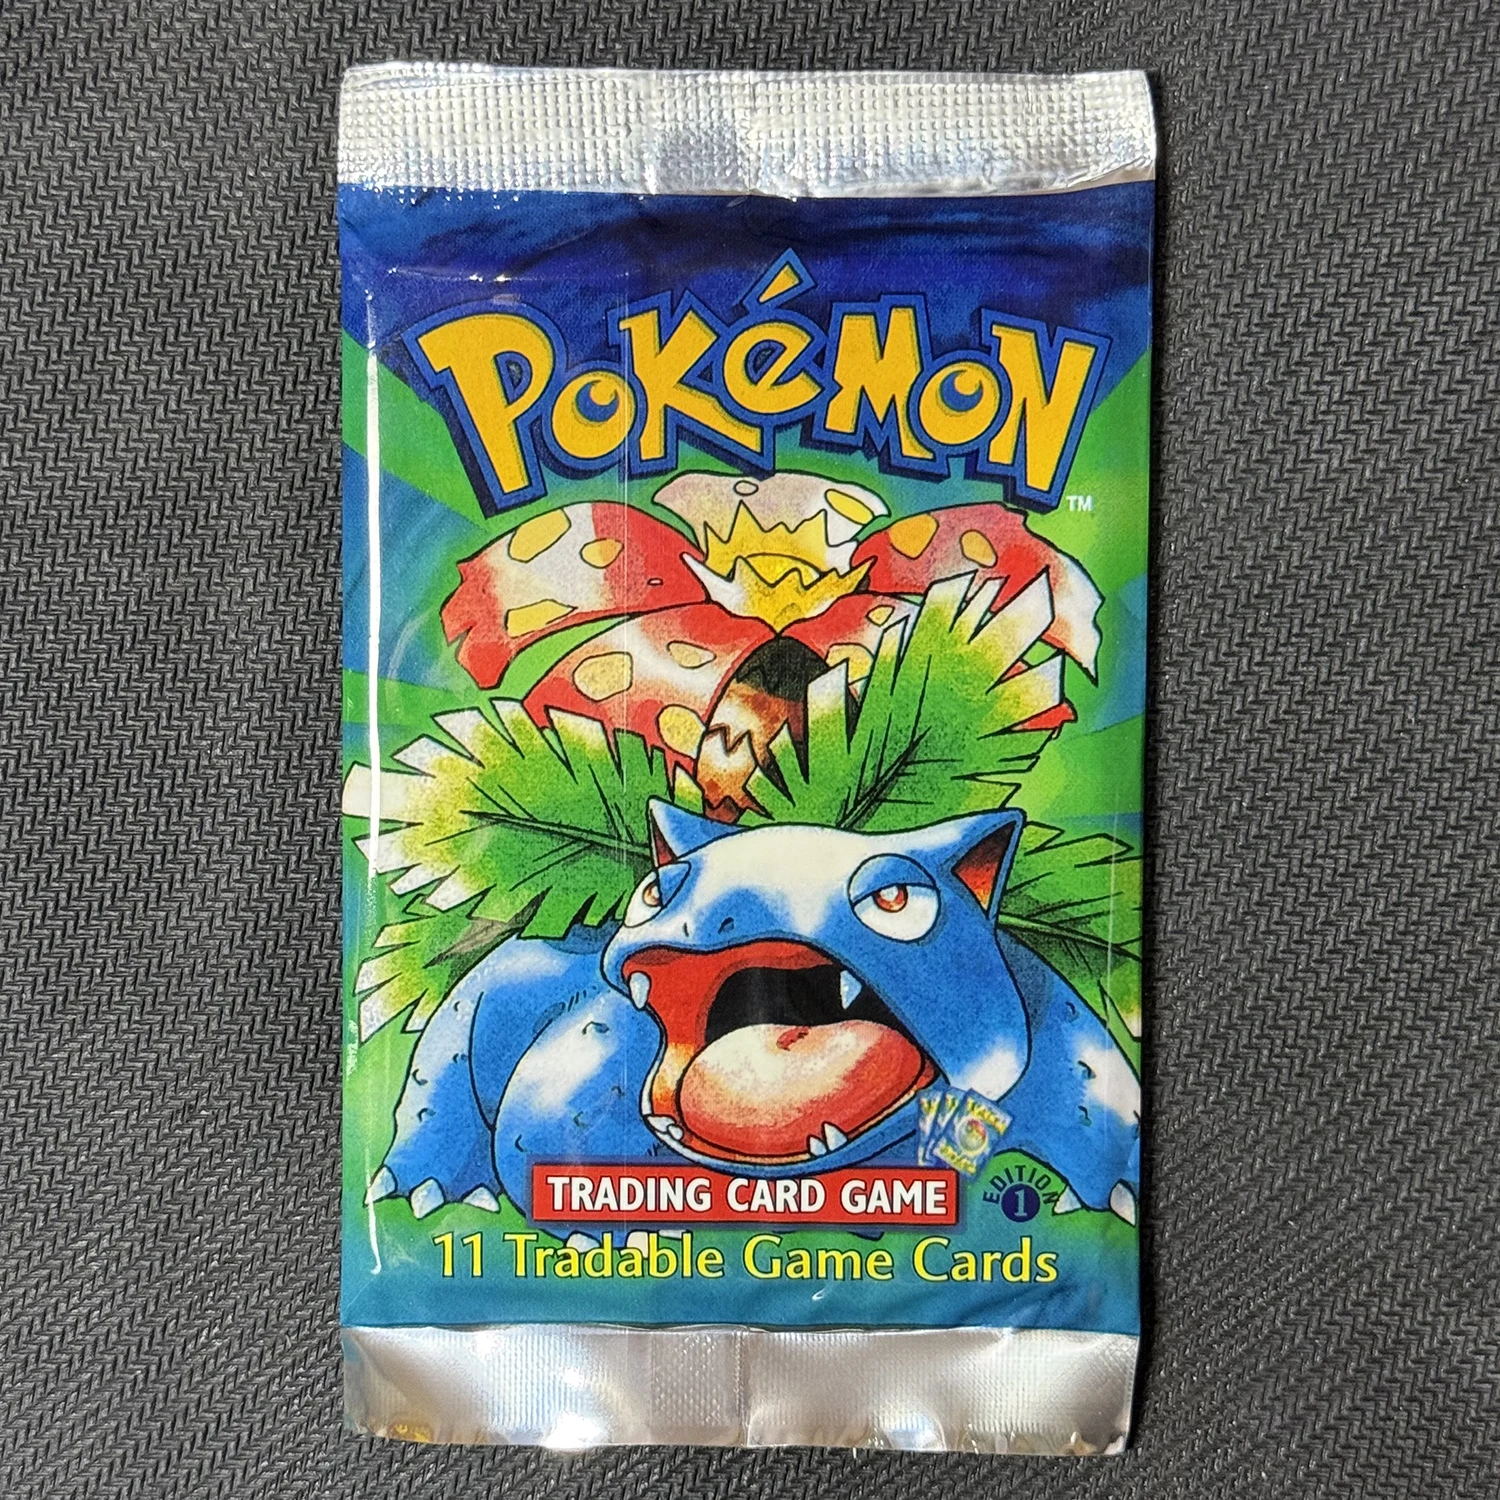 POKéMON
TM
TRADING CARD GAME
EDITION
1
11 Tradable Game Cards